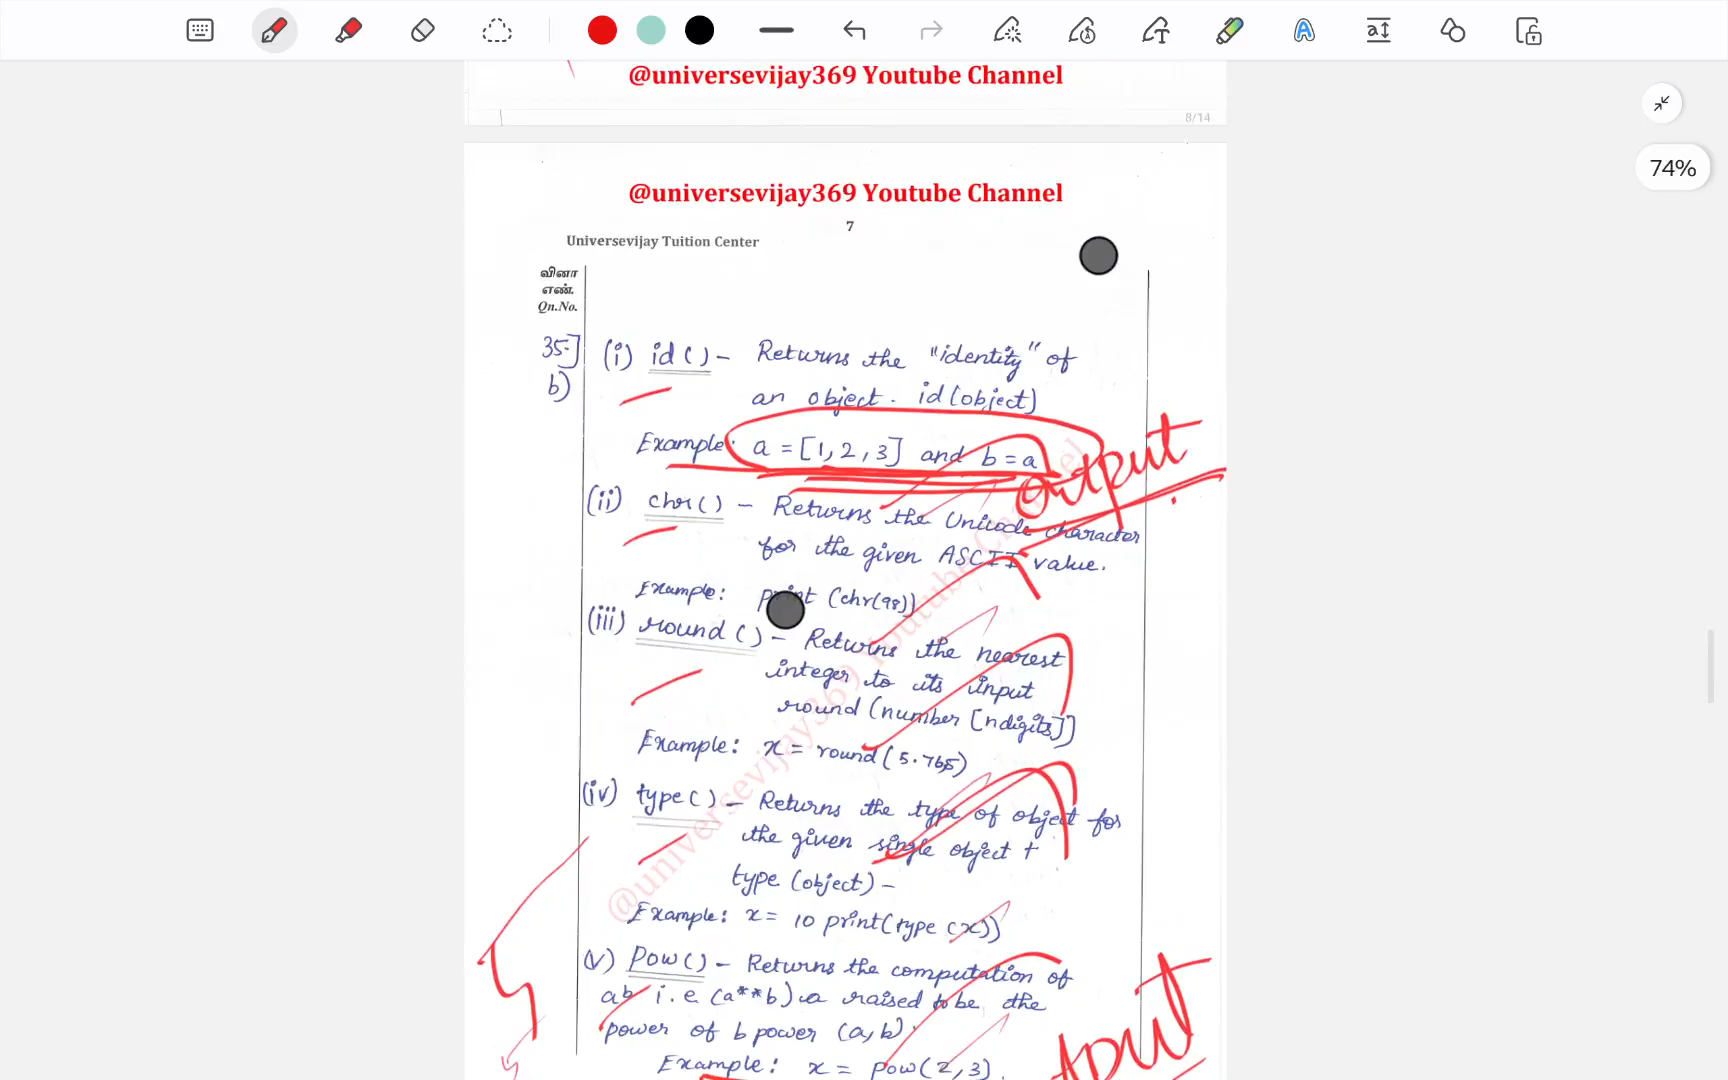 74%
@universevijay369 Youtube Channel
8/14
@universevijay369 Youtube Channel
7
Universevijay Tuition Center
வினா
எண்.
Qn.No.
35.] (i) id( ) - Returns the "identity" of
b)
an object. id(object)
Example: a = [1, 2, 3] and b = a
output
(ii) chr( ) - Returns the Unicode character
for the given ASCII value.
Example: print (chr(98))
(iii) round ( ) - Returns the nearest
integer to its input
round (number [ndigits])
Example: x = round (5.765)
(iv) type( ) - Returns the type of object for
the given single object +
type (object) -
Example: x = 10 print(type (x))
(v) pow( ) - Returns the computation of
ab i.e. (a**b) a raised to be the
power of b power (a, b).
Example: x = pow(2, 3).
@universevijay369 Youtube Channel